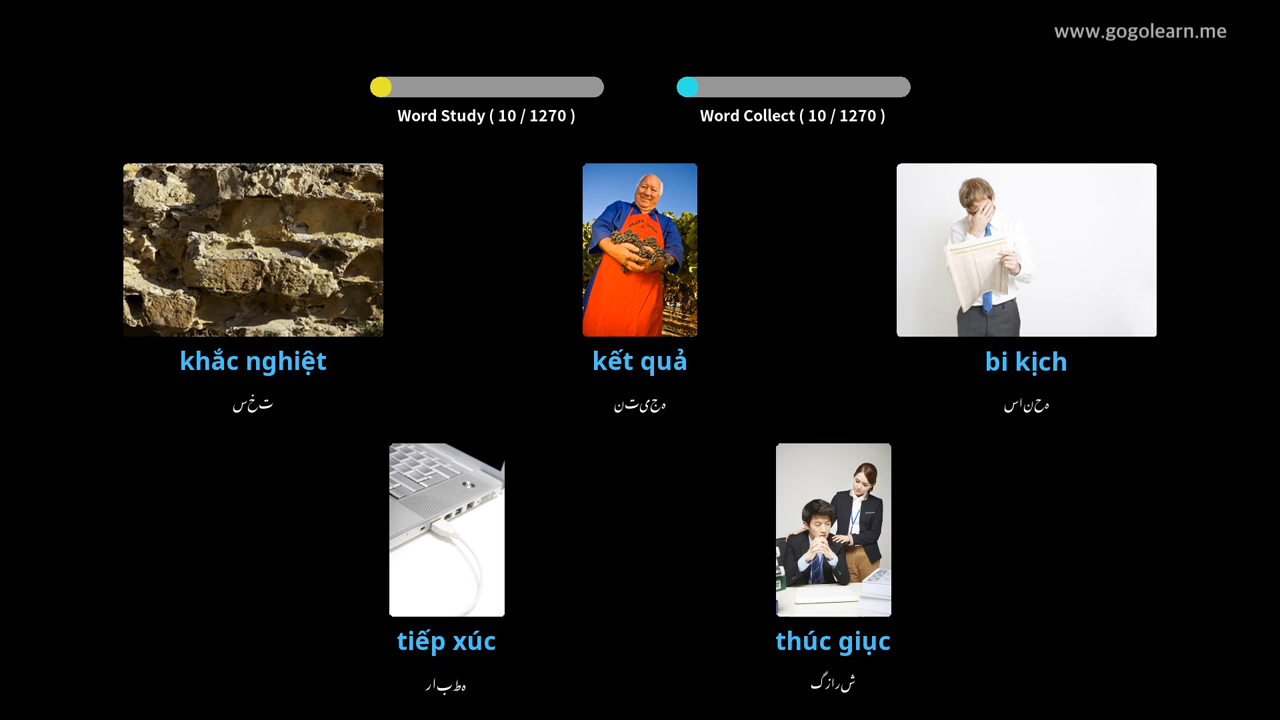 www.gogolearn.me
Word Study ( 10 / 1270 )
Word Collect ( 10 / 1270 )
khắc nghiệt
kết quả
bi kịch
سخت
نتیجہ
سانحہ
tiếp xúc
thúc giục
رابطہ
گزارش